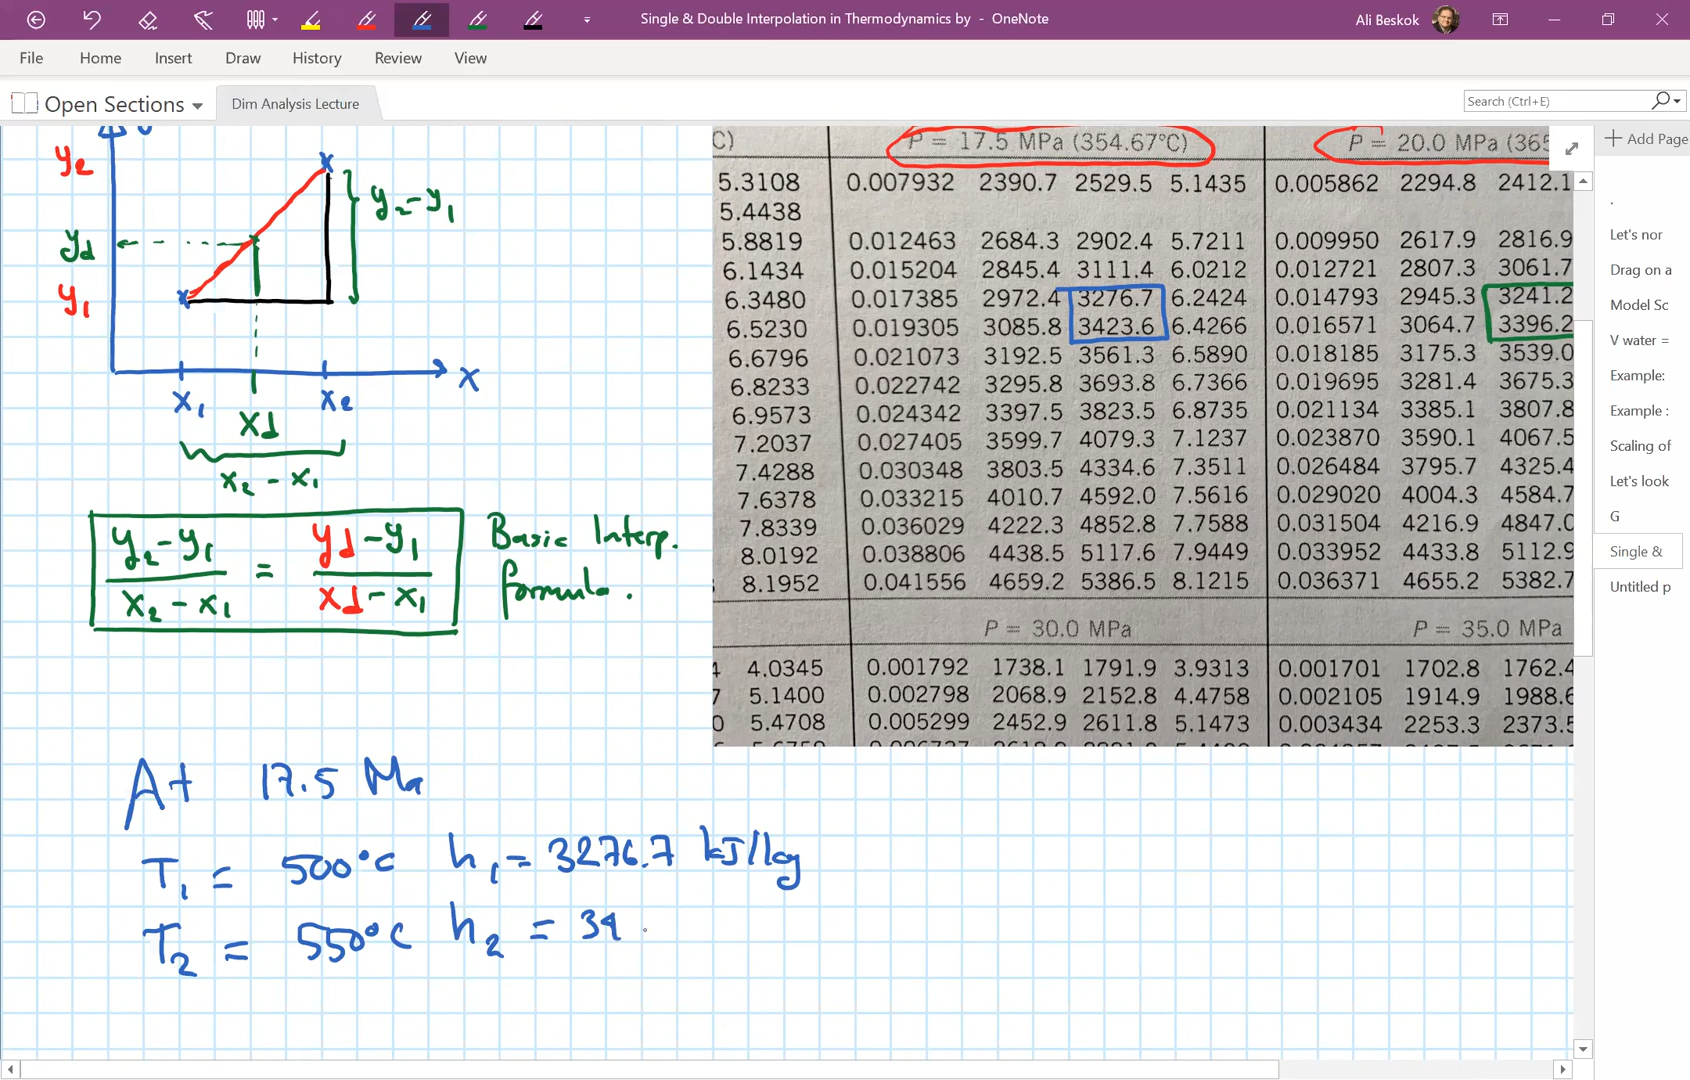 Single & Double Interpolation in Thermodynamics by - OneNote
Ali Beskok
File Home Insert Draw History Review View
Open Sections
Dim Analysis Lecture
Search (Ctrl+E)
Add Page
.
Let's nor
Drag on a
Model Sc
V water =
Example:
Example :
Scaling of
Let's look
G
Single &
Untitled p
y2
yd
y1
y2-y1
x1 x2 x
xd
x2 - x1
y2-y1 / x2-x1 = yd-y1 / xd-x1
Basic Interp.
formula.
C) P = 17.5 MPa (354.67°C) P = 20.0 MPa (365
5.3108 0.007932 2390.7 2529.5 5.1435 0.005862 2294.8 2412.1
5.4438
5.8819 0.012463 2684.3 2902.4 5.7211 0.009950 2617.9 2816.9
6.1434 0.015204 2845.4 3111.4 6.0212 0.012721 2807.3 3061.7
6.3480 0.017385 2972.4 3276.7 6.2424 0.014793 2945.3 3241.2
6.5230 0.019305 3085.8 3423.6 6.4266 0.016571 3064.7 3396.2
6.6796 0.021073 3192.5 3561.3 6.5890 0.018185 3175.3 3539.0
6.8233 0.022742 3295.8 3693.8 6.7366 0.019695 3281.4 3675.3
6.9573 0.024342 3397.5 3823.5 6.8735 0.021134 3385.1 3807.8
7.2037 0.027405 3599.7 4079.3 7.1237 0.023870 3590.1 4067.5
7.4288 0.030348 3803.5 4334.6 7.3511 0.026484 3795.7 4325.4
7.6378 0.033215 4010.7 4592.0 7.5616 0.029020 4004.3 4584.7
7.8339 0.036029 4222.3 4852.8 7.7588 0.031504 4216.9 4847.0
8.0192 0.038806 4438.5 5117.6 7.9449 0.033952 4433.8 5112.9
8.1952 0.041556 4659.2 5386.5 8.1215 0.036371 4655.2 5382.7
P = 30.0 MPa P = 35.0 MPa
4 4.0345 0.001792 1738.1 1791.9 3.9313 0.001701 1702.8 1762.4
7 5.1400 0.002798 2068.9 2152.8 4.4758 0.002105 1914.9 1988.6
0 5.4708 0.005299 2452.9 2611.8 5.1473 0.003434 2253.3 2373.5
At 17.5 Ma
T1 = 500°C h1 = 3276.7 kJ/kg
T2 = 550°C h2 = 34